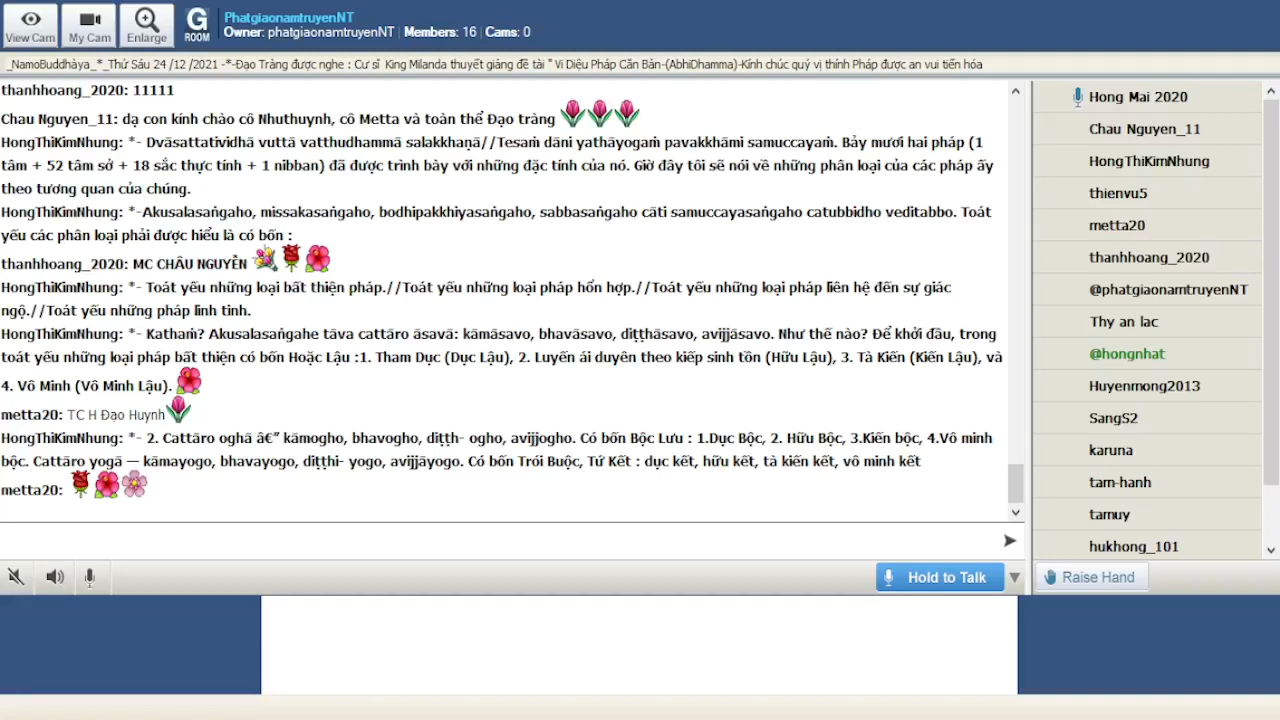 View Cam
My Cam
Enlarge
G
ROOM
PhatgiaonamtruyenNT
Owner: phatgiaonamtruyenNT | Members: 16 | Cams: 0
_NamoBuddhàya_*_Thứ Sáu 24 /12 /2021 -*-Đạo Tràng được nghe : Cư sĩ  King Milanda thuyết giảng đề tài " Vi Diệu Pháp Căn Bản-(AbhiDhamma)-Kính chúc quý vị thính Pháp được an vui tiến hóa
thanhhoang_2020: 11111
Chau Nguyen_11: dạ con kính chào cô Nhuthuynh, cô Metta và toàn thể Đạo tràng
HongThiKimNhung: *- Dvāsattatividhā vuttā vatthudhammā salakkhaṇā//Tesaṁ dāni yathāyogaṁ pavakkhāmi samuccayaṁ. Bảy mươi hai pháp (1
tâm + 52 tâm sở + 18 sắc thực tính + 1 nibban) đã được trình bày với những đặc tính của nó. Giờ đây tôi sẽ nói về những phân loại của các pháp ấy
theo tương quan của chúng.
HongThiKimNhung: *-Akusalasaṅgaho, missakasaṅgaho, bodhipakkhiyasaṅgaho, sabbasaṅgaho cāti samuccayasaṅgaho catubbidho veditabbo. Toát
yếu các phân loại phải được hiểu là có bốn :
thanhhoang_2020: MC CHÂU NGUYỄN
HongThiKimNhung: *- Toát yếu những loại bất thiện pháp.//Toát yếu những loại pháp hổn hợp.//Toát yếu những loại pháp liên hệ đến sự giác
ngộ.//Toát yếu những pháp linh tinh.
HongThiKimNhung: *- Kathaṁ? Akusalasaṅgahe tāva cattāro āsavā: kāmāsavo, bhavāsavo, diṭṭhāsavo, avijjāsavo. Như thế nào? Để khởi đầu, trong
toát yếu những loại pháp bất thiện có bốn Hoặc Lậu :1. Tham Dục (Dục Lậu), 2. Luyến ái duyên theo kiếp sinh tồn (Hữu Lậu), 3. Tà Kiến (Kiến Lậu), và
4. Vô Minh (Vô Minh Lậu).
metta20: TC H Đạo Huynh
HongThiKimNhung: *- 2. Cattāro oghā â€” kāmogho, bhavogho, diṭṭh- ogho, avijjogho. Có bốn Bộc Lưu : 1.Dục Bộc, 2. Hữu Bộc, 3.Kiến bộc, 4.Vô minh
bộc. Cattāro yogā — kāmayogo, bhavayogo, diṭṭhi- yogo, avijjāyogo. Có bốn Trói Buộc, Tứ Kết : dục kết, hữu kết, tà kiến kết, vô minh kết
metta20:
Hold to Talk
Hong Mai 2020
Chau Nguyen_11
HongThiKimNhung
thienvu5
metta20
thanhhoang_2020
@phatgiaonamtruyenNT
Thy an lac
@hongnhat
Huyenmong2013
SangS2
karuna
tam-hanh
tamuy
hukhong_101
Raise Hand